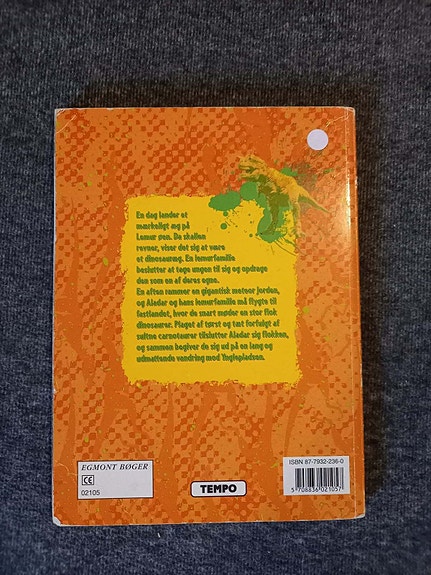 En dag lander et
mærkeligt æg på
Lemur øen. Da skallen
revner, viser det sig at være
et dinosauræg. En lemurfamilie
beslutter at tage ungen til sig og opdrage
den som en af deres egne.
En aften rammer en gigantisk meteor jorden,
og Aladar og hans lemurfamilie må flygte til
fastlandet, hvor de snart møder en stor flok
dinosaurer. Plaget af tørst og tæt forfulgt af
sultne carnotaurer tilslutter Aladar sig flokken,
og sammen begiver de sig ud på en lang og
udmattende vandring mod Ynglepladsen.
EGMONT BØGER
CE
02105
TEMPO
ISBN 87-7932-236-0
5 708836 021057